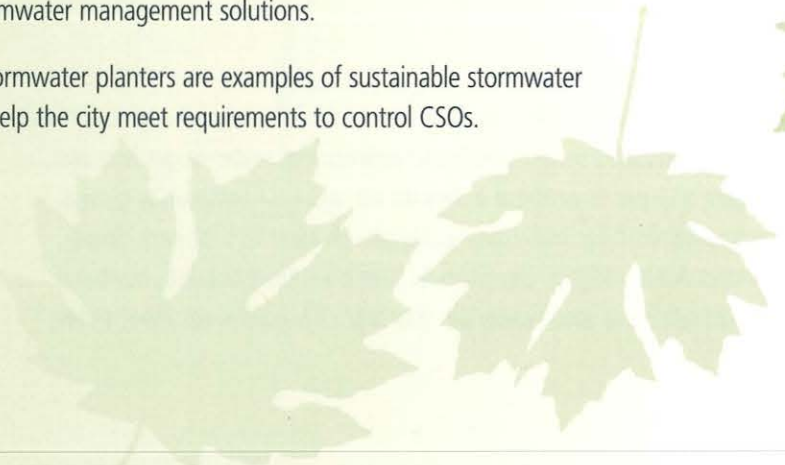 mwater management solutions.
ormwater planters are examples of sustainable stormwater
elp the city meet requirements to control CSOs.